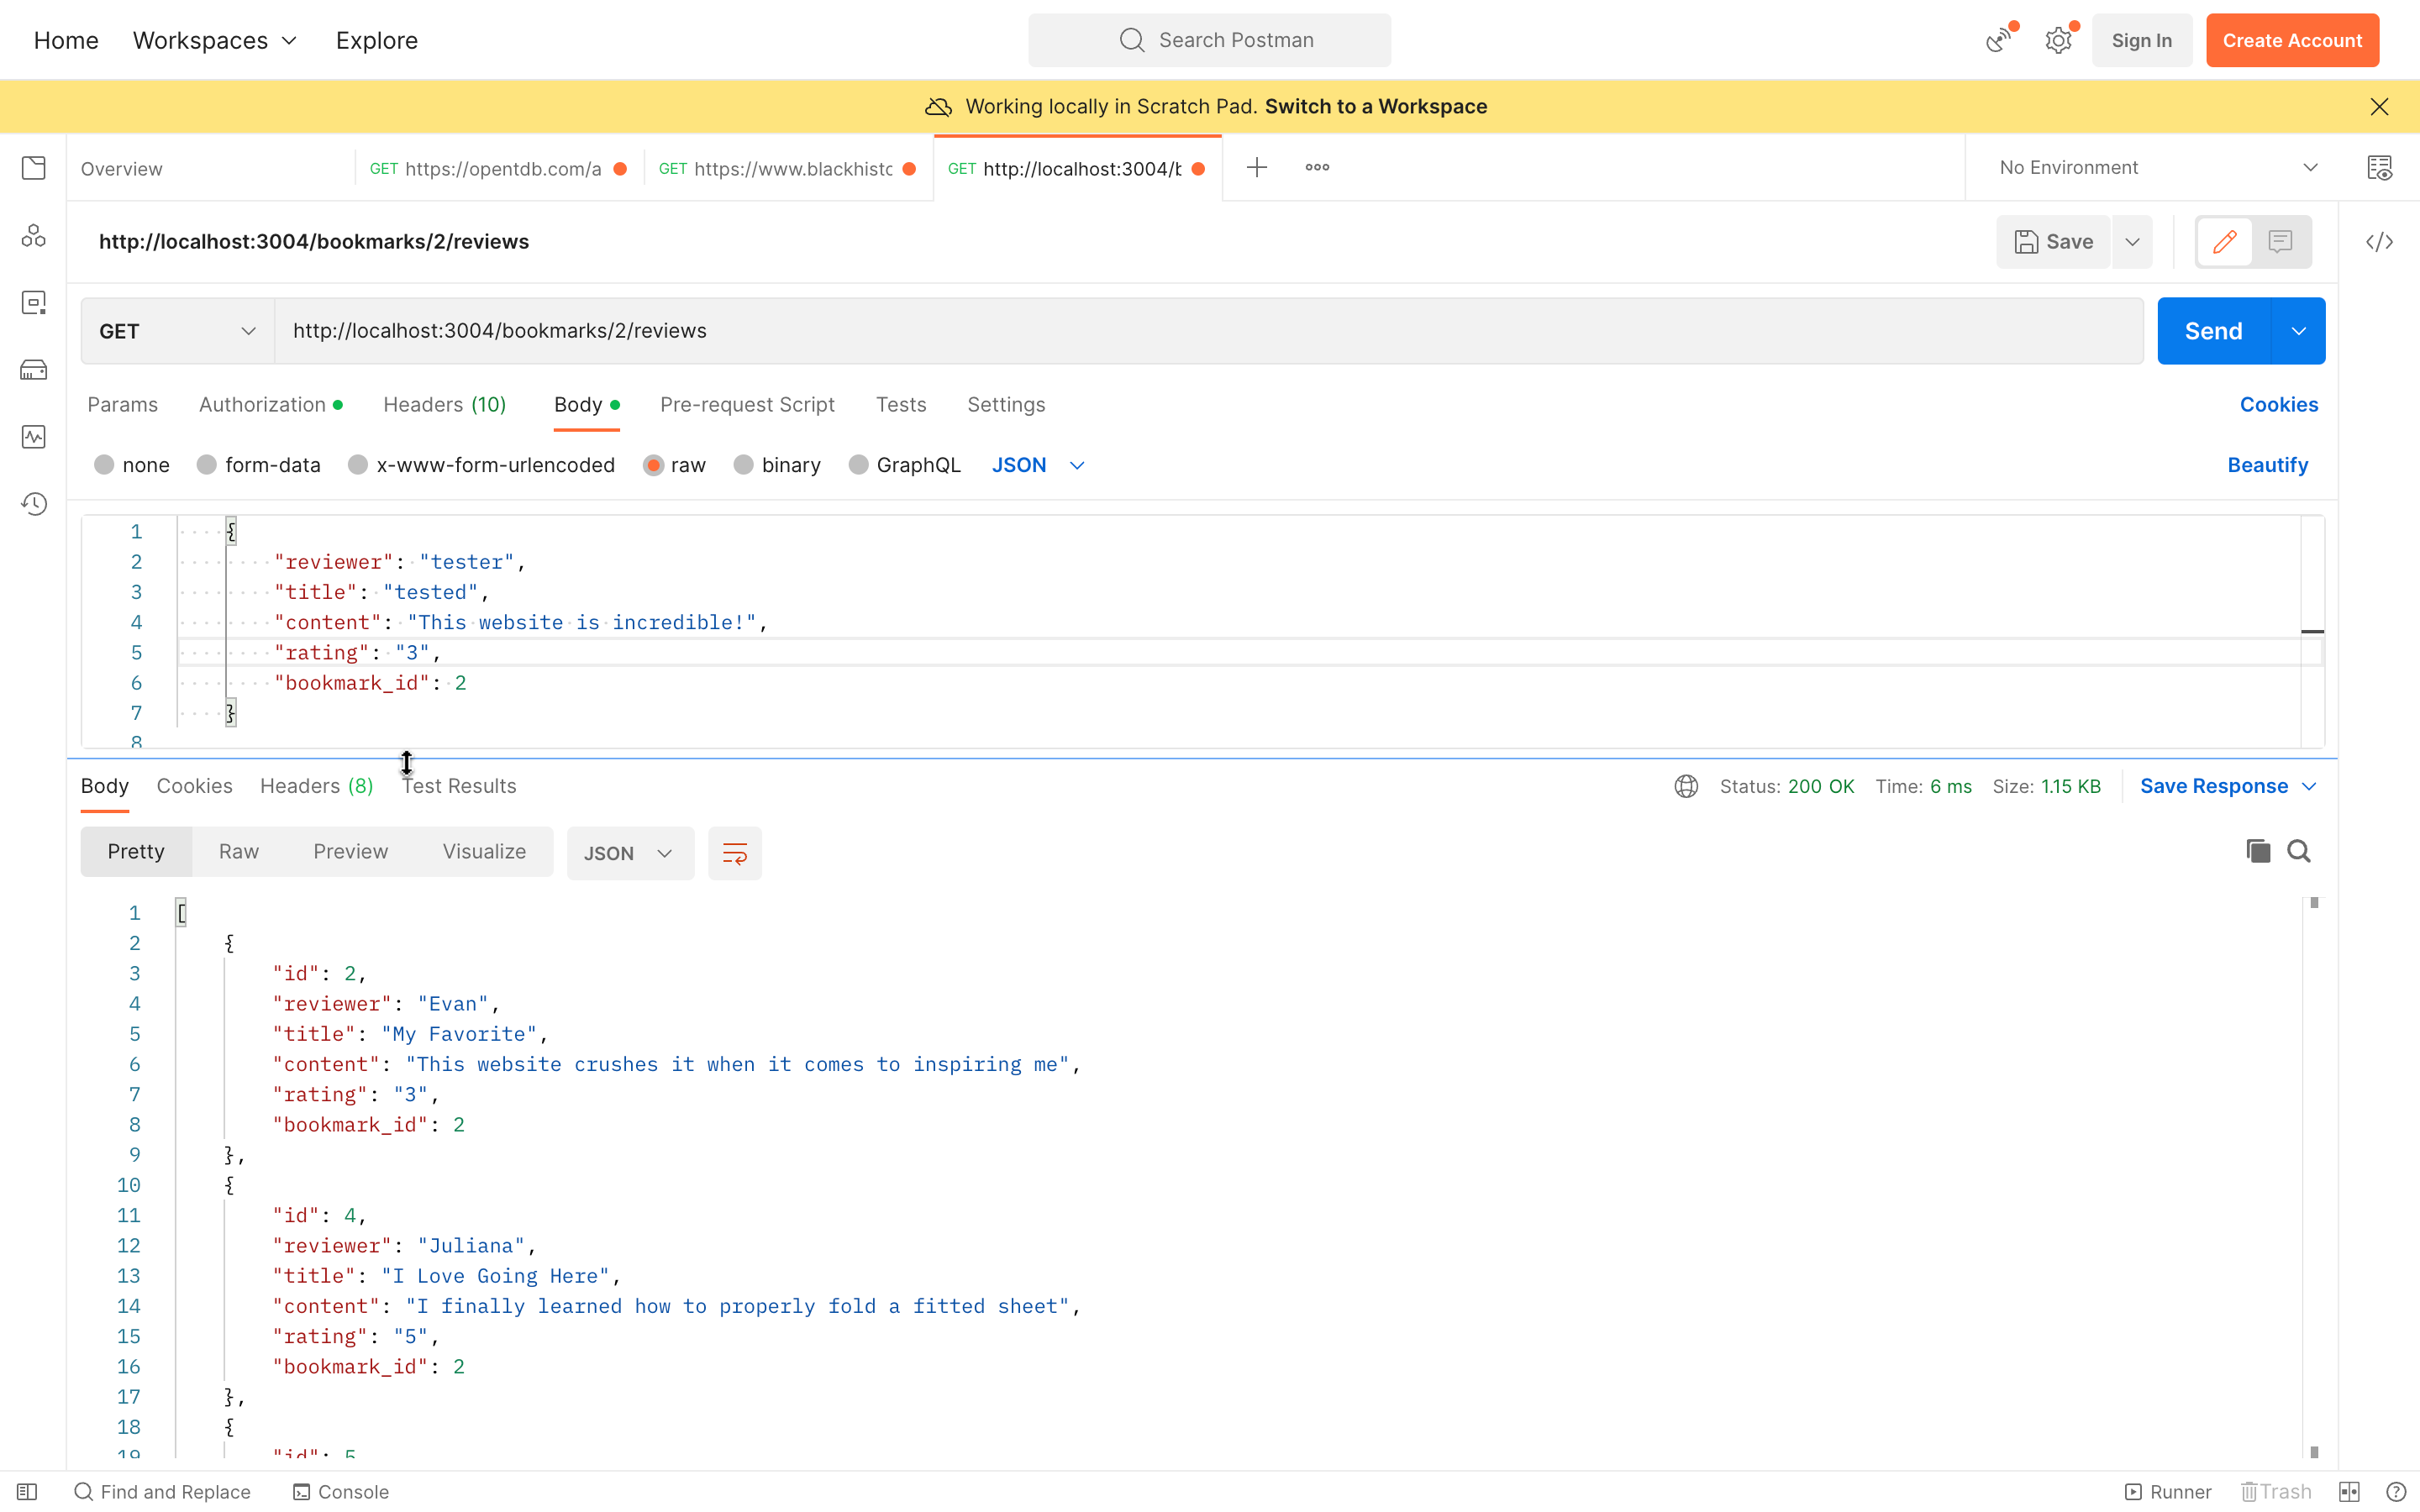 Home Workspaces Explore Search Postman Sign In Create Account
Working locally in Scratch Pad. Switch to a Workspace
Overview GET https://opentdb.com/a GET https://www.blackhistc GET http://localhost:3004/b No Environment
http://localhost:3004/bookmarks/2/reviews Save
GET http://localhost:3004/bookmarks/2/reviews Send
Params Authorization Headers (10) Body Pre-request Script Tests Settings Cookies
none form-data x-www-form-urlencoded raw binary GraphQL JSON Beautify
1 {
2 "reviewer": "tester",
3 "title": "tested",
4 "content": "This website is incredible!",
5 "rating": "3",
6 "bookmark_id": 2
7 }
8
Body Cookies Headers (8) Test Results Status: 200 OK Time: 6 ms Size: 1.15 KB Save Response
Pretty Raw Preview Visualize JSON
1 [
2 {
3 "id": 2,
4 "reviewer": "Evan",
5 "title": "My Favorite",
6 "content": "This website crushes it when it comes to inspiring me",
7 "rating": "3",
8 "bookmark_id": 2
9 },
10 {
11 "id": 4,
12 "reviewer": "Juliana",
13 "title": "I Love Going Here",
14 "content": "I finally learned how to properly fold a fitted sheet",
15 "rating": "5",
16 "bookmark_id": 2
17 },
18 {
19 "id": 5
Find and Replace Console Runner Trash